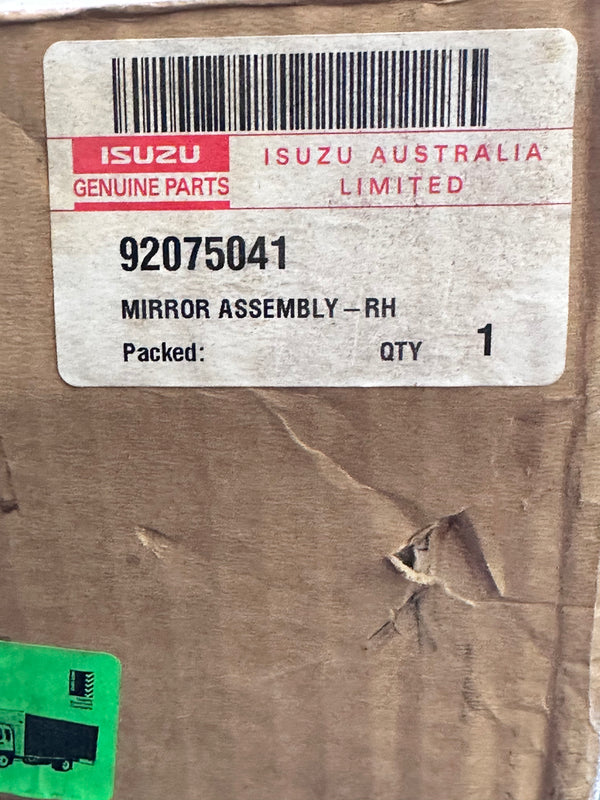 ISUZU
GENUINE PARTS
ISUZU AUSTRALIA
LIMITED
92075041
MIRROR ASSEMBLY – RH
Packed:
QTY 1